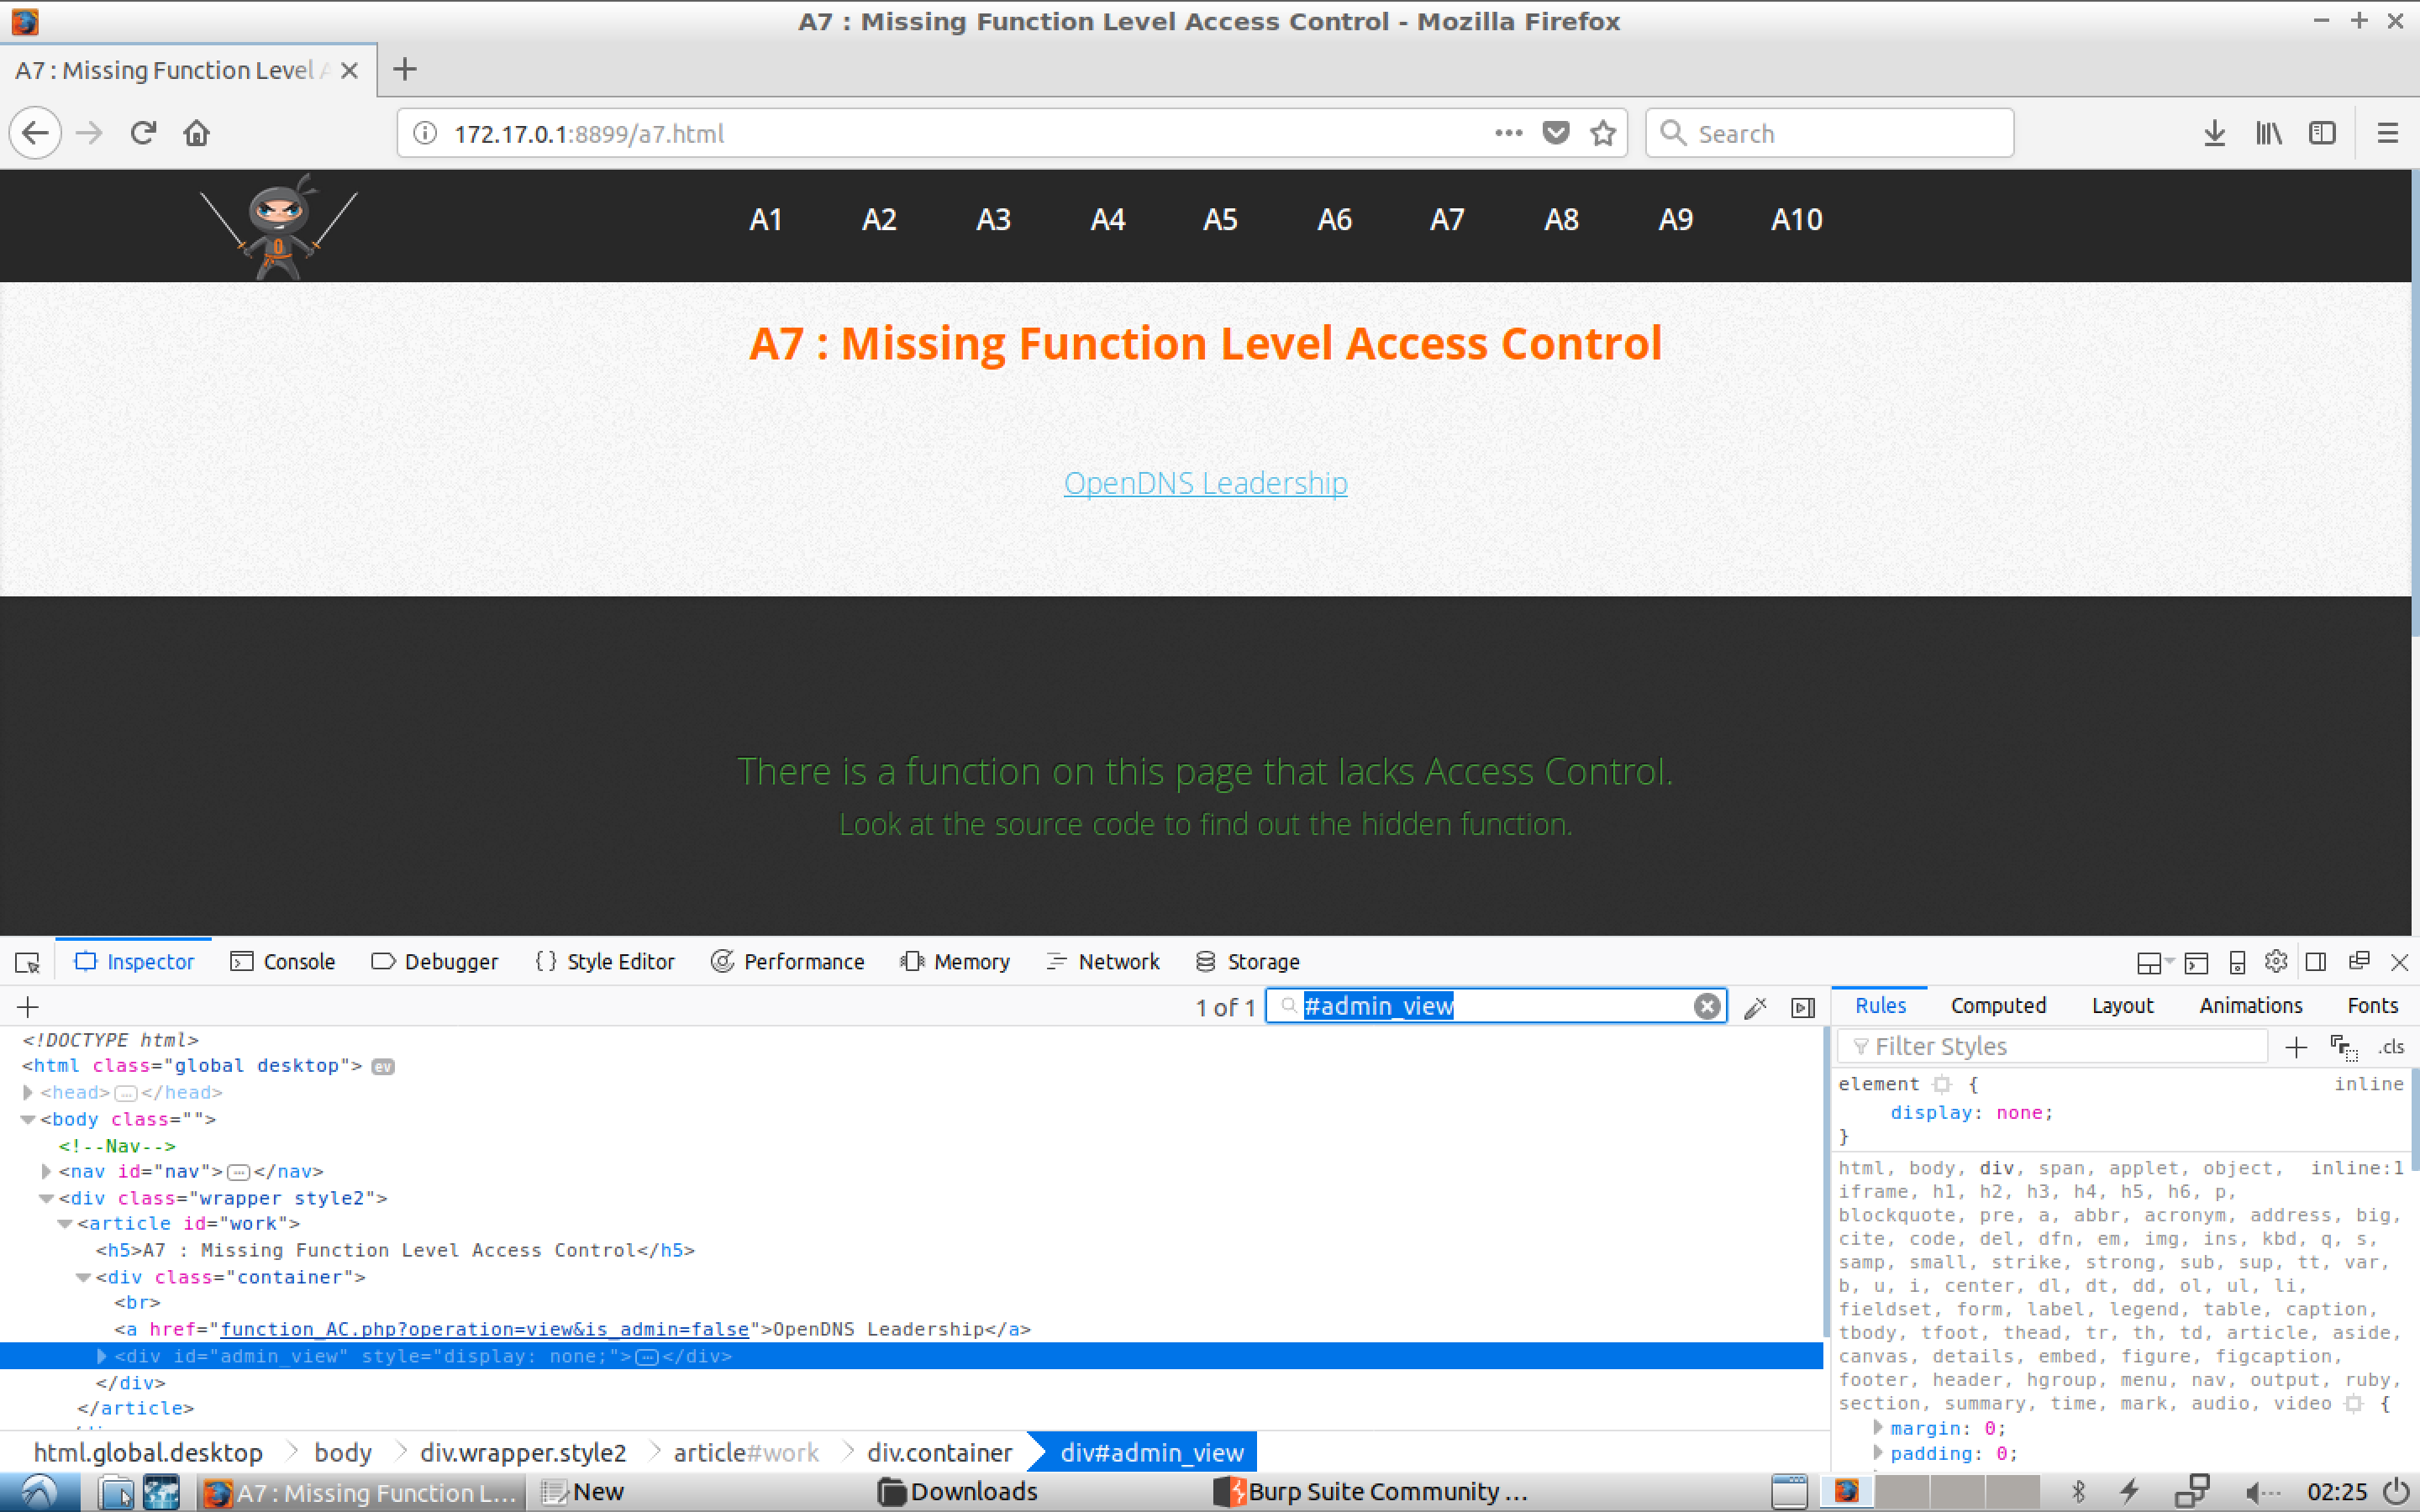 A7 : Missing Function Level Access Control - Mozilla Firefox
A7 : Missing Function Level A
172.17.0.1:8899/a7.html
Search
A1 A2 A3 A4 A5 A6 A7 A8 A9 A10
A7 : Missing Function Level Access Control
OpenDNS Leadership
There is a function on this page that lacks Access Control.
Look at the source code to find out the hidden function.
Inspector Console Debugger {} Style Editor Performance Memory Network Storage
+ 1 of 1 #admin_view
<!DOCTYPE html>
<html class="global desktop"> ev
<head>…</head>
<body class="">
<!--Nav-->
<nav id="nav">…</nav>
<div class="wrapper style2">
<article id="work">
<h5>A7 : Missing Function Level Access Control</h5>
<div class="container">
<br>
<a href="function_AC.php?operation=view&is_admin=false">OpenDNS Leadership</a>
<div id="admin_view" style="display: none;">…</div>
</div>
</article>
html.global.desktop body div.wrapper.style2 article#work div.container div#admin_view
Rules Computed Layout Animations Fonts
Filter Styles + .cls
element { inline
display: none;
}
html, body, div, span, applet, object, inline:1
iframe, h1, h2, h3, h4, h5, h6, p,
blockquote, pre, a, abbr, acronym, address, big,
cite, code, del, dfn, em, img, ins, kbd, q, s,
samp, small, strike, strong, sub, sup, tt, var,
b, u, i, center, dl, dt, dd, ol, ul, li,
fieldset, form, label, legend, table, caption,
tbody, tfoot, thead, tr, th, td, article, aside,
canvas, details, embed, figure, figcaption,
footer, header, hgroup, menu, nav, output, ruby,
section, summary, time, mark, audio, video {
margin: 0;
padding: 0;
A7 : Missing Function L... New Downloads Burp Suite Community ... 02:25